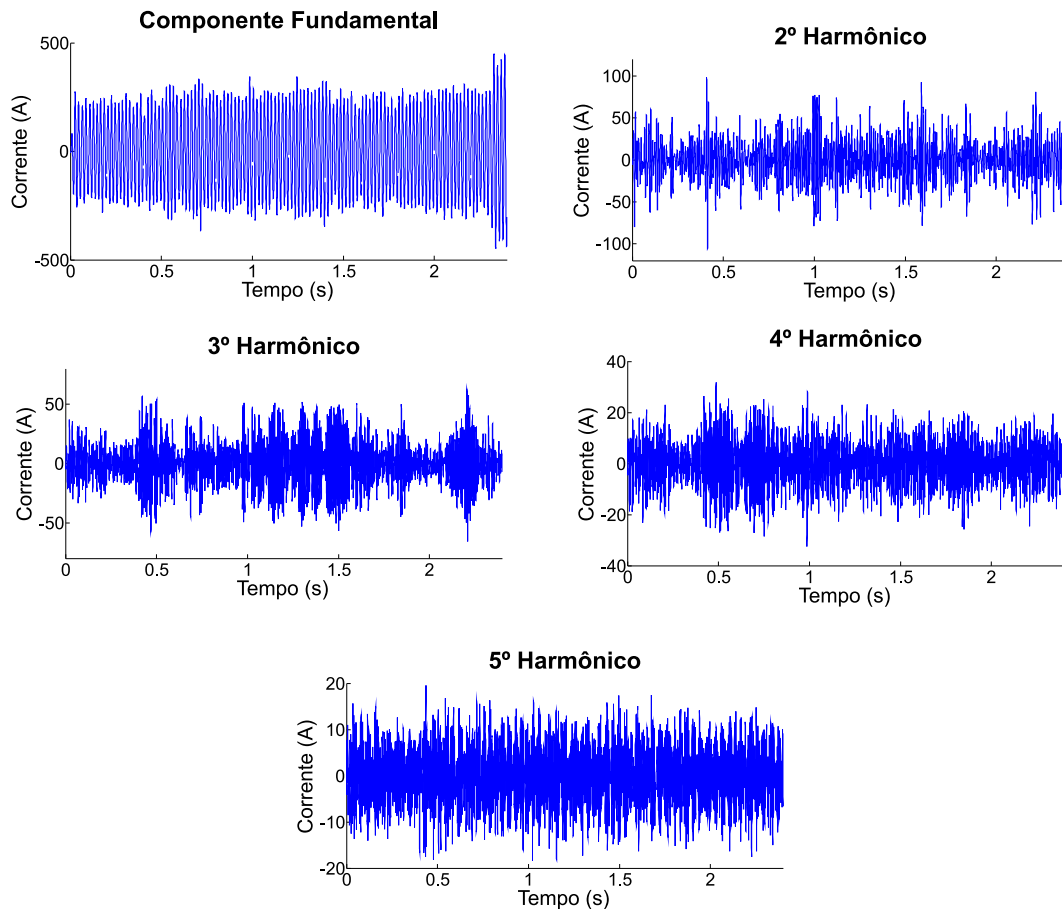 Componente Fundamental
500
0
-500
Corrente (A)
0 0.5 1 1.5 2
Tempo (s)
2º Harmônico
100
50
0
-50
-100
Corrente (A)
0 0.5 1 1.5 2
Tempo (s)
3º Harmônico
50
0
-50
Corrente (A)
0 0.5 1 1.5 2
Tempo (s)
4º Harmônico
40
20
0
-20
-40
Corrente (A)
0 0.5 1 1.5 2
Tempo (s)
5º Harmônico
20
10
0
-10
-20
Corrente (A)
0 0.5 1 1.5 2
Tempo (s)